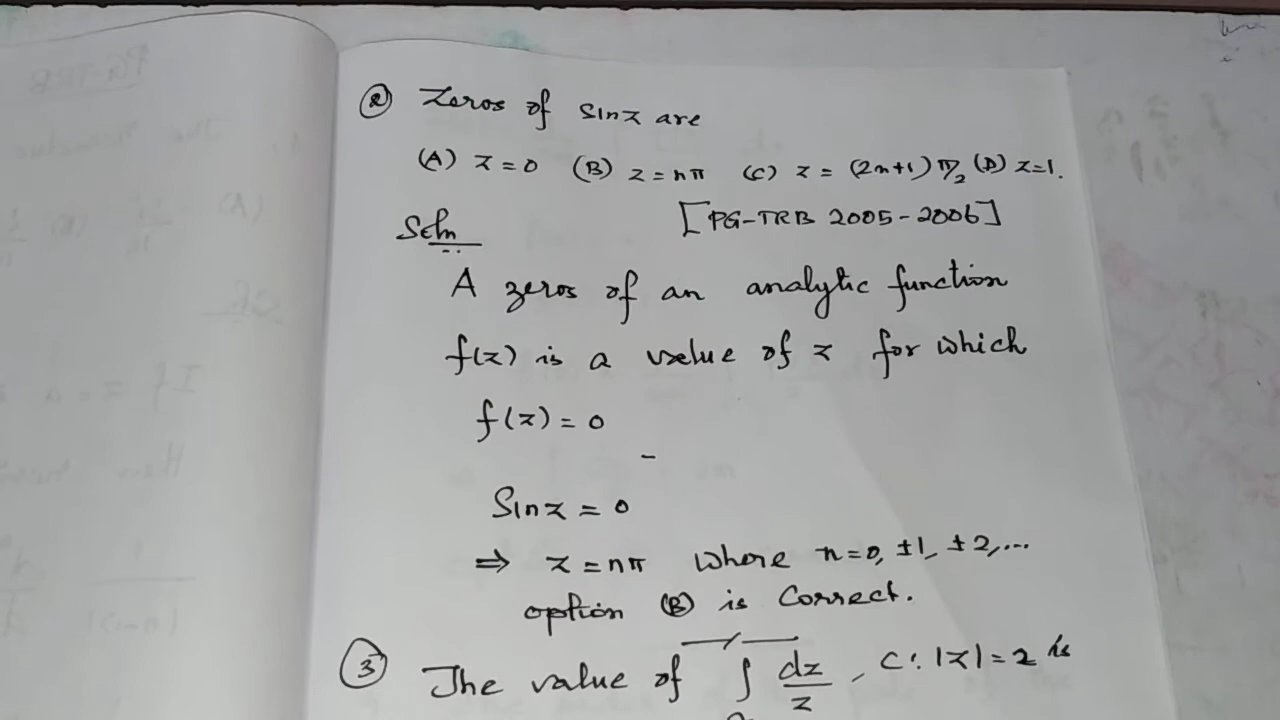 ② Zeros of sinz are
(A) z = 0 (B) z = nπ (C) z = (2n+1) π/2 (D) z=1.
[PG-TRB 2005-2006]
Soln
A zeros of an analytic function
f(z) is a value of z for which
f(z) = 0
Sinz = 0
⇒ z = nπ where n=0, ±1, ±2,...
option (B) is Correct.
③ The value of ∫ dz/z, C: |z| = 2 is